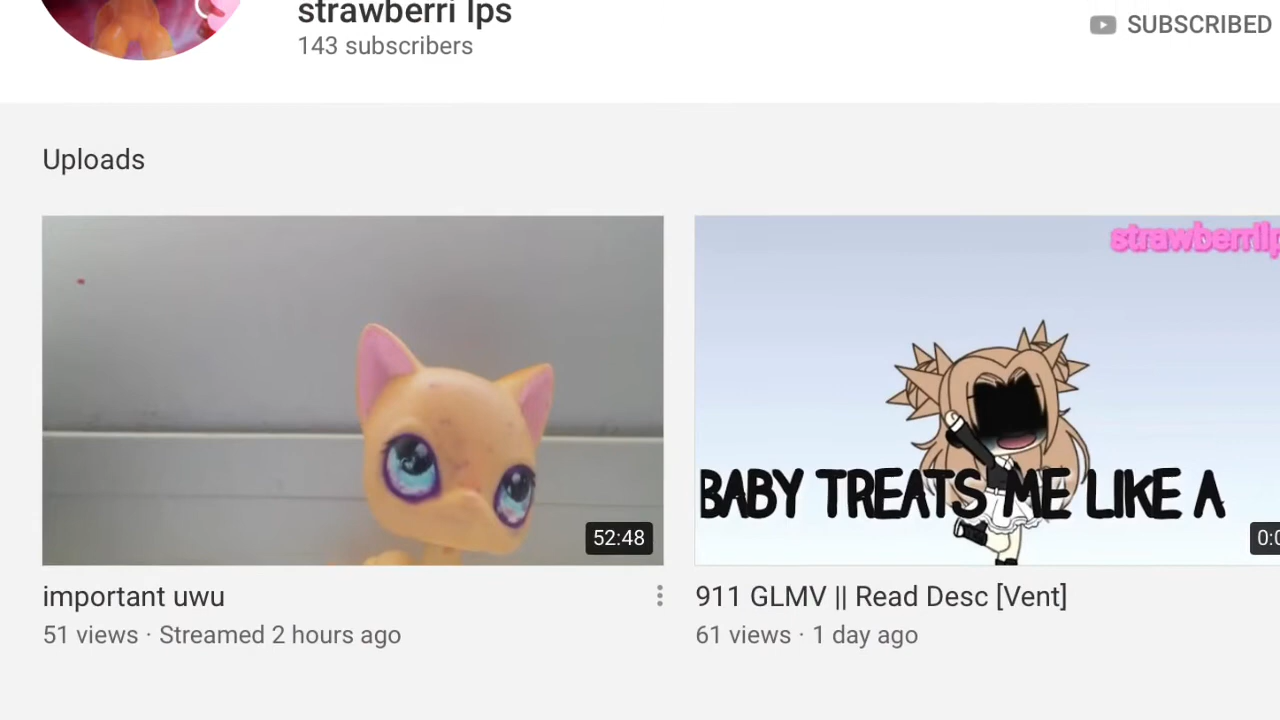 strawberri lps
143 subscribers
SUBSCRIBED
Uploads
52:48
BABY TREATS ME LIKE A
important uwu
51 views · Streamed 2 hours ago
911 GLMV || Read Desc [Vent]
61 views · 1 day ago